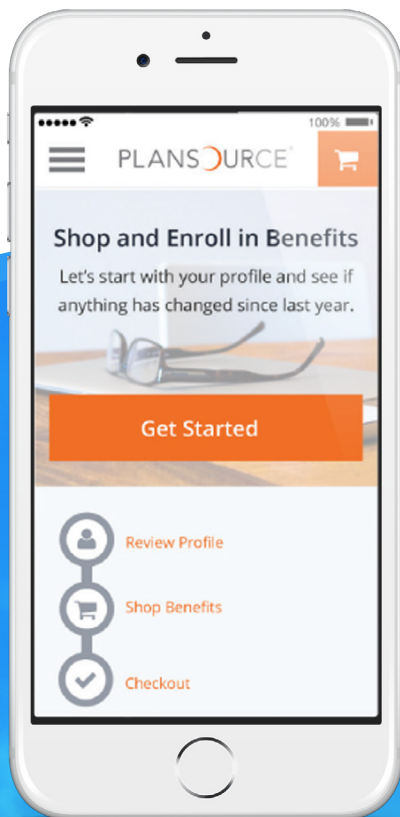 100%
PLANSOURCE
Shop and Enroll in Benefits
Let's start with your profile and see if
anything has changed since last year.
Get Started
Review Profile
Shop Benefits
Checkout